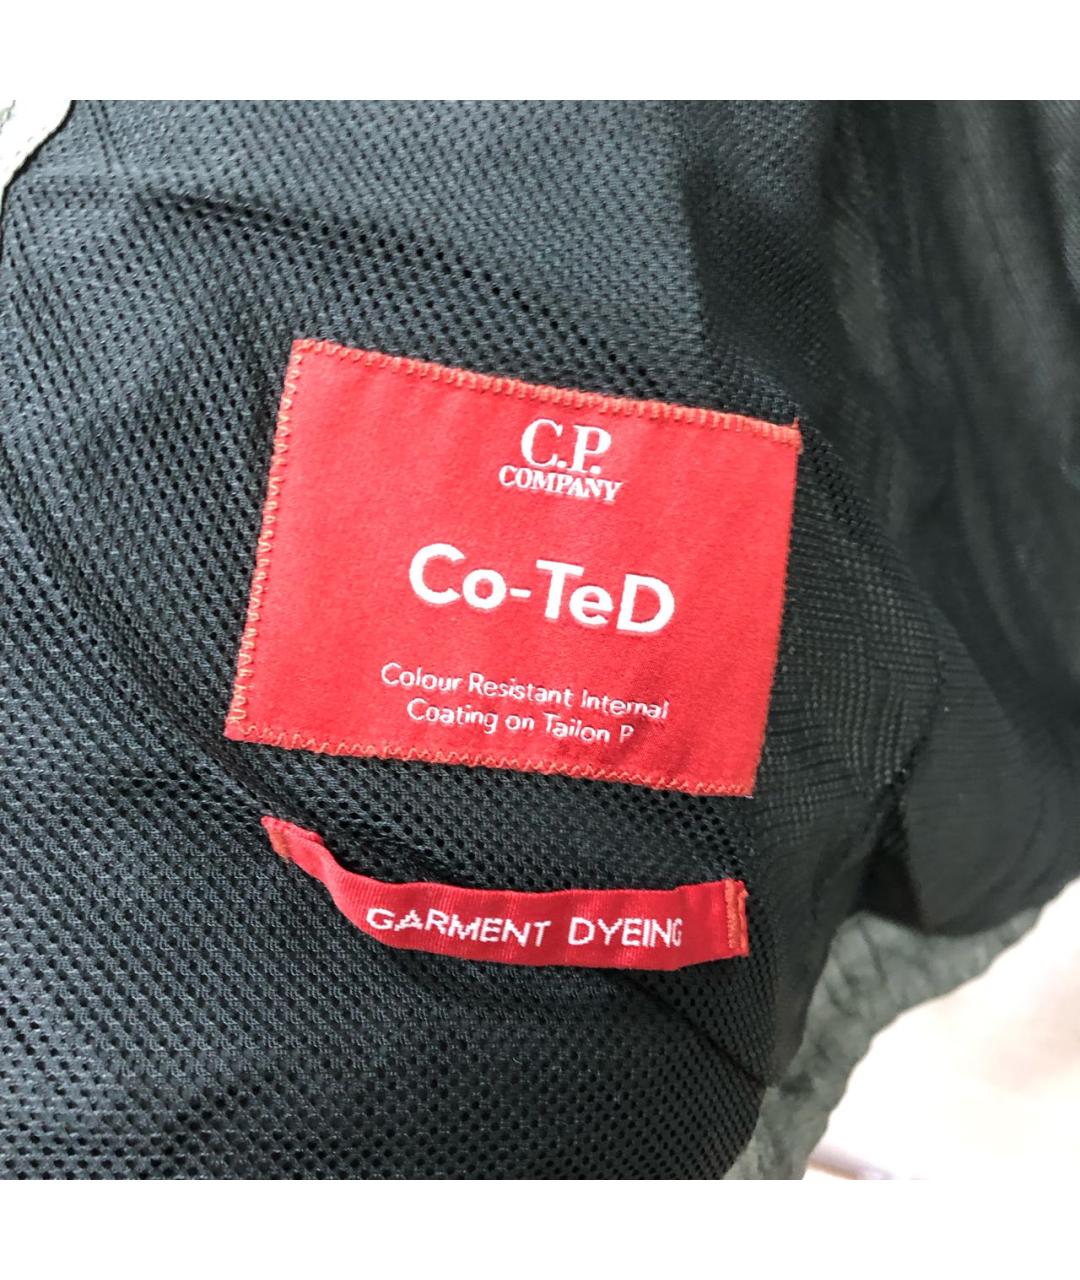 C.P.
COMPANY
Co-TeD
Colour Resistant Internal
Coating on Tailon P
GARMENT DYEING